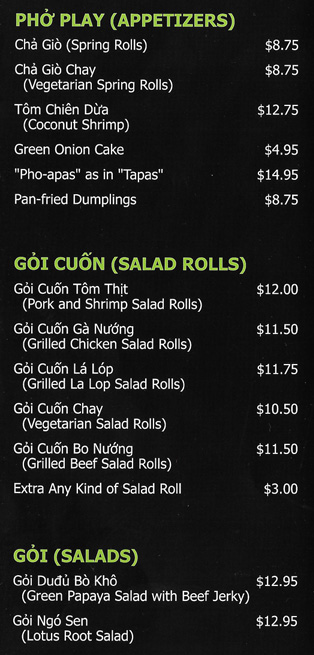 PHỞ PLAY (APPETIZERS)
Chả Giò (Spring Rolls) $8.75
Chả Giò Chay $8.75
(Vegetarian Spring Rolls)
Tôm Chiên Dừa $12.75
(Coconut Shrimp)
Green Onion Cake $4.95
"Pho-apas" as in "Tapas" $14.95
Pan-fried Dumplings $8.75
GỎI CUỐN (SALAD ROLLS)
Gỏi Cuốn Tôm Thịt $12.00
(Pork and Shrimp Salad Rolls)
Gỏi Cuốn Gà Nướng $11.50
(Grilled Chicken Salad Rolls)
Gỏi Cuốn Lá Lóp $11.75
(Grilled La Lop Salad Rolls)
Gỏi Cuốn Chay $10.50
(Vegetarian Salad Rolls)
Gỏi Cuốn Bo Nướng $11.50
(Grilled Beef Salad Rolls)
Extra Any Kind of Salad Roll $3.00
GỎI (SALADS)
Gỏi Duđủ Bò Khô $12.95
(Green Papaya Salad with Beef Jerky)
Gỏi Ngó Sen $12.95
(Lotus Root Salad)